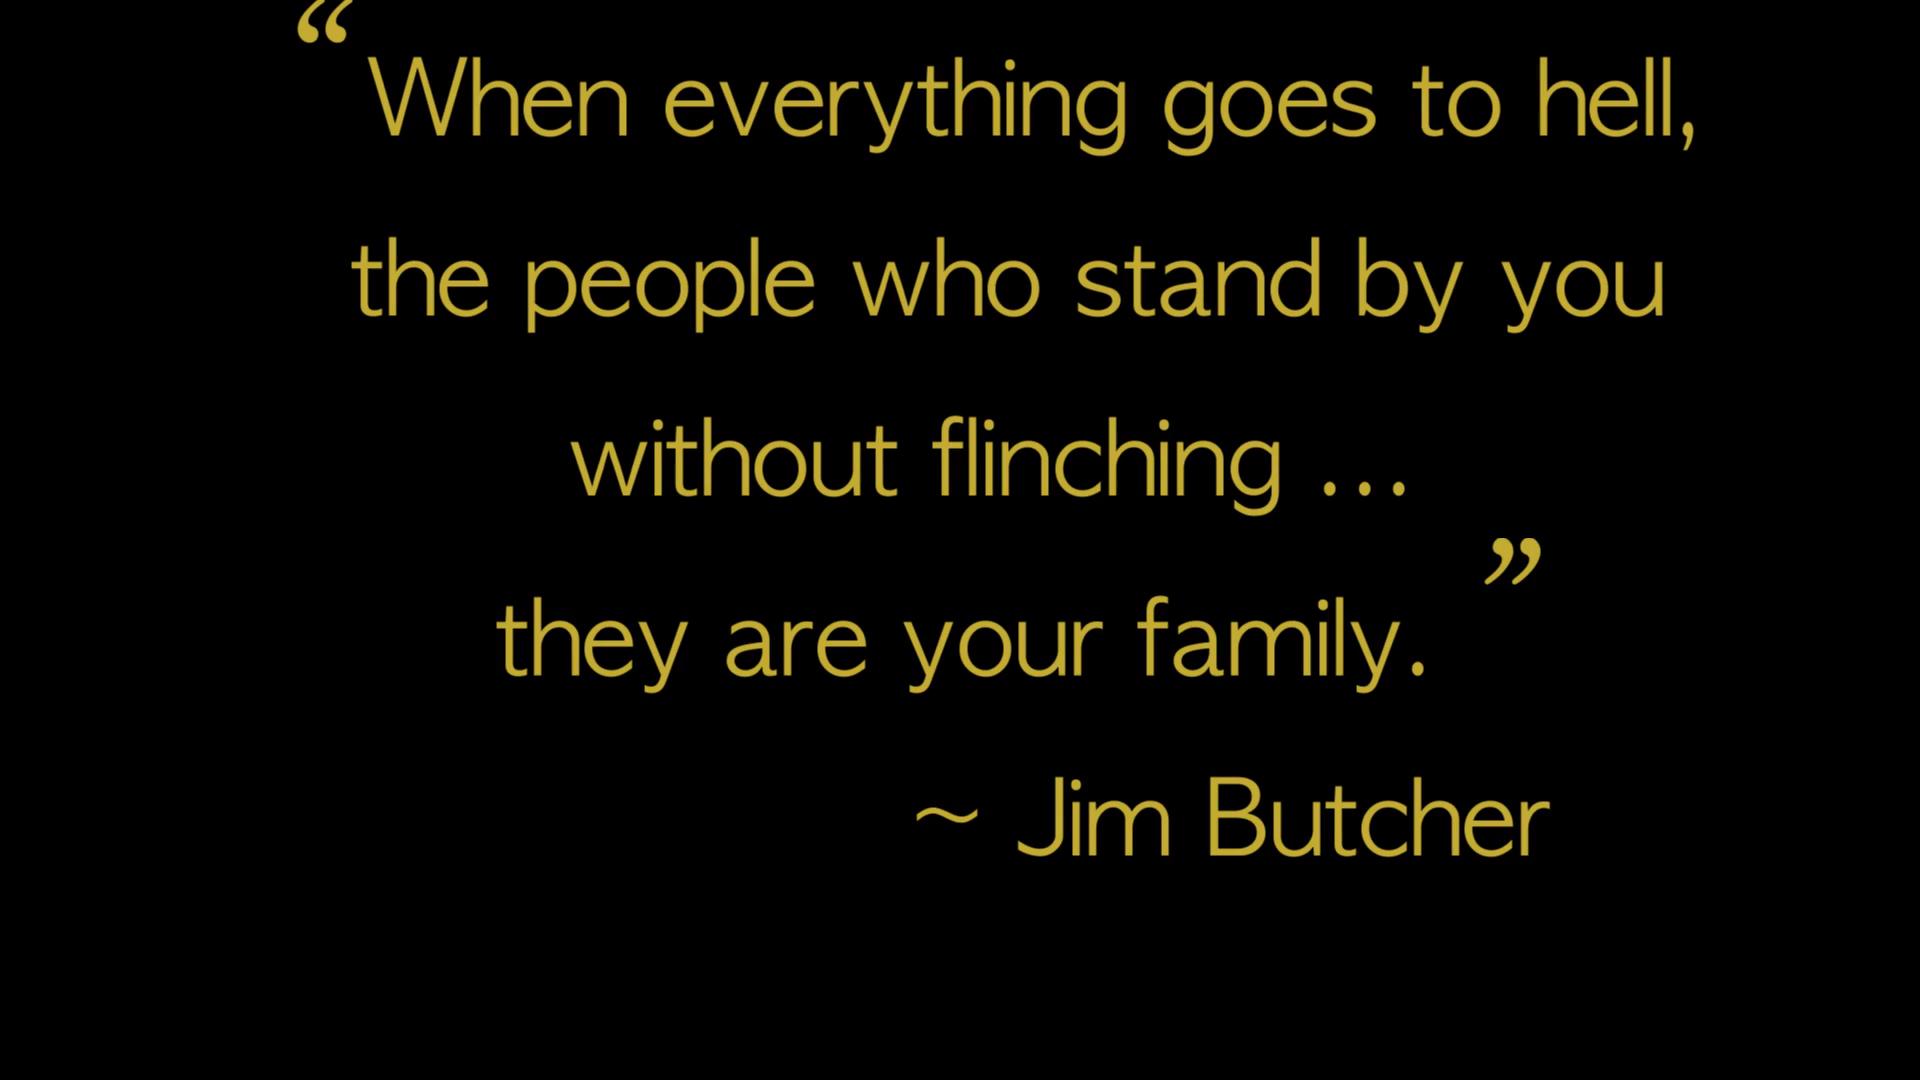 “When everything goes to hell,
the people who stand by you
without flinching ...
they are your family.”
~ Jim Butcher